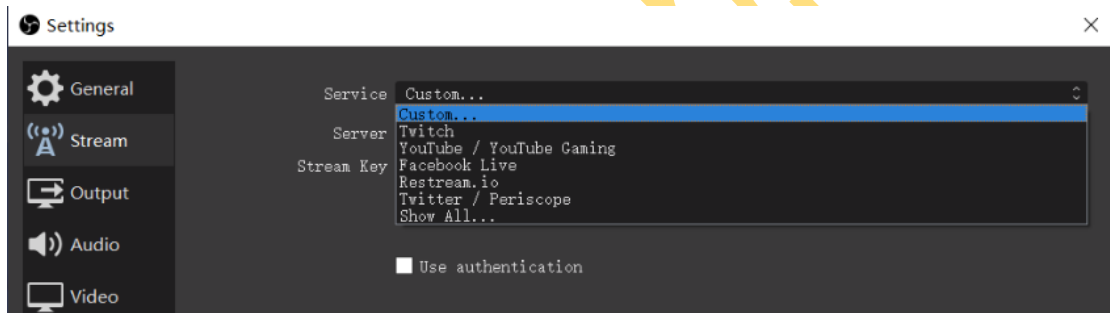 Settings
General
Stream
Output
Audio
Video
Service Custom...
Custom...
Server Twitch
YouTube / YouTube Gaming
Stream Key Facebook Live
Restream.io
Twitter / Periscope
Show All...
Use authentication